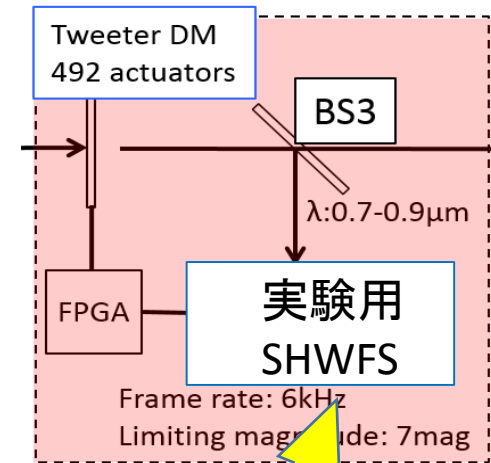 Tweeter DM
492 actuators
BS3
λ:0.7-0.9μm
FPGA
実験用
SHWFS
Frame rate: 6kHz
Limiting magnitude: 7mag